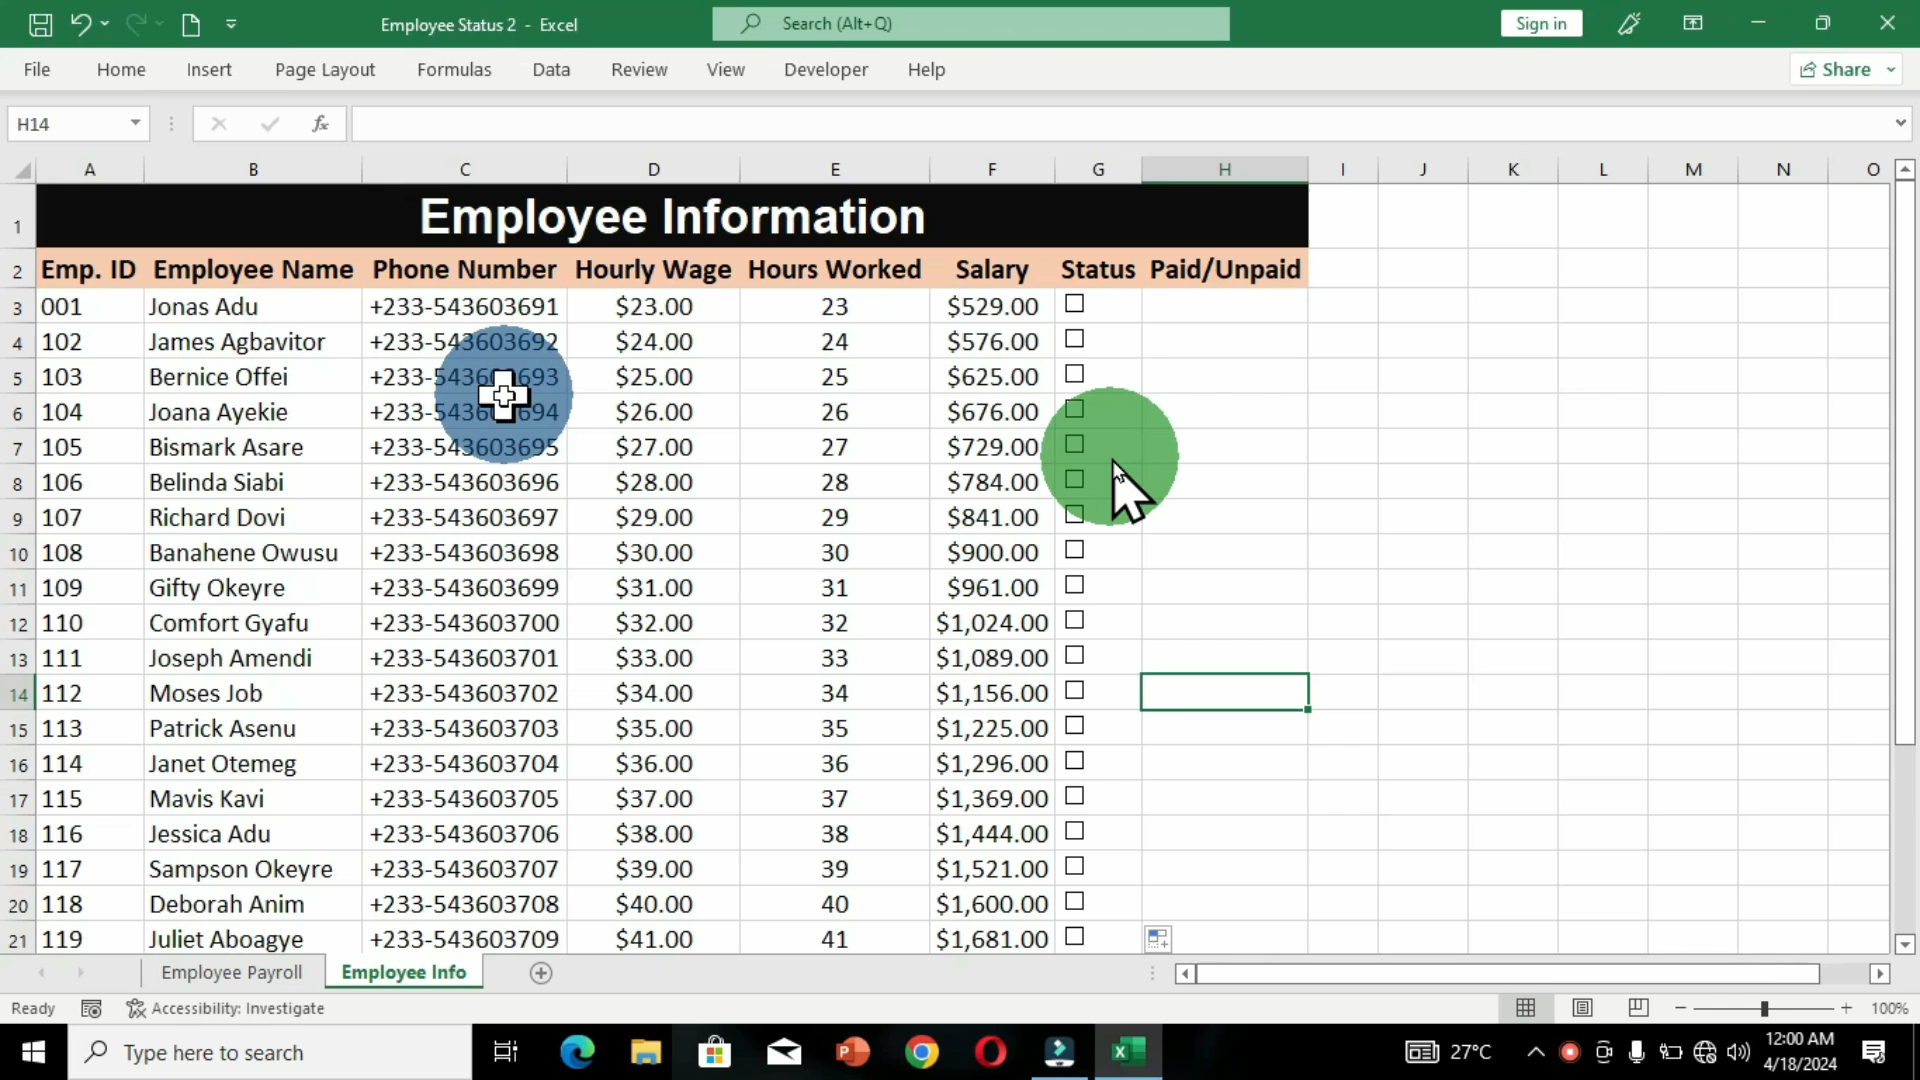 Employee Status 2 - Excel
Search (Alt+Q)
Sign in
File Home Insert Page Layout Formulas Data Review View Developer Help
Share
H14
fx
A B C D E F G H I J K L M N O
1 Employee Information
2 Emp. ID Employee Name Phone Number Hourly Wage Hours Worked Salary Status Paid/Unpaid
3 001 Jonas Adu +233-543603691 $23.00 23 $529.00
4 102 James Agbavitor +233-543603692 $24.00 24 $576.00
5 103 Bernice Offei +233-543603693 $25.00 25 $625.00
6 104 Joana Ayekie +233-543603694 $26.00 26 $676.00
7 105 Bismark Asare +233-543603695 $27.00 27 $729.00
8 106 Belinda Siabi +233-543603696 $28.00 28 $784.00
9 107 Richard Dovi +233-543603697 $29.00 29 $841.00
10 108 Banahene Owusu +233-543603698 $30.00 30 $900.00
11 109 Gifty Okeyre +233-543603699 $31.00 31 $961.00
12 110 Comfort Gyafu +233-543603700 $32.00 32 $1,024.00
13 111 Joseph Amendi +233-543603701 $33.00 33 $1,089.00
14 112 Moses Job +233-543603702 $34.00 34 $1,156.00
15 113 Patrick Asenu +233-543603703 $35.00 35 $1,225.00
16 114 Janet Otemeg +233-543603704 $36.00 36 $1,296.00
17 115 Mavis Kavi +233-543603705 $37.00 37 $1,369.00
18 116 Jessica Adu +233-543603706 $38.00 38 $1,444.00
19 117 Sampson Okeyre +233-543603707 $39.00 39 $1,521.00
20 118 Deborah Anim +233-543603708 $40.00 40 $1,600.00
21 119 Juliet Aboagye +233-543603709 $41.00 41 $1,681.00
Employee Payroll Employee Info
Ready Accessibility: Investigate 100%
Type here to search
27°C
12:00 AM
4/18/2024